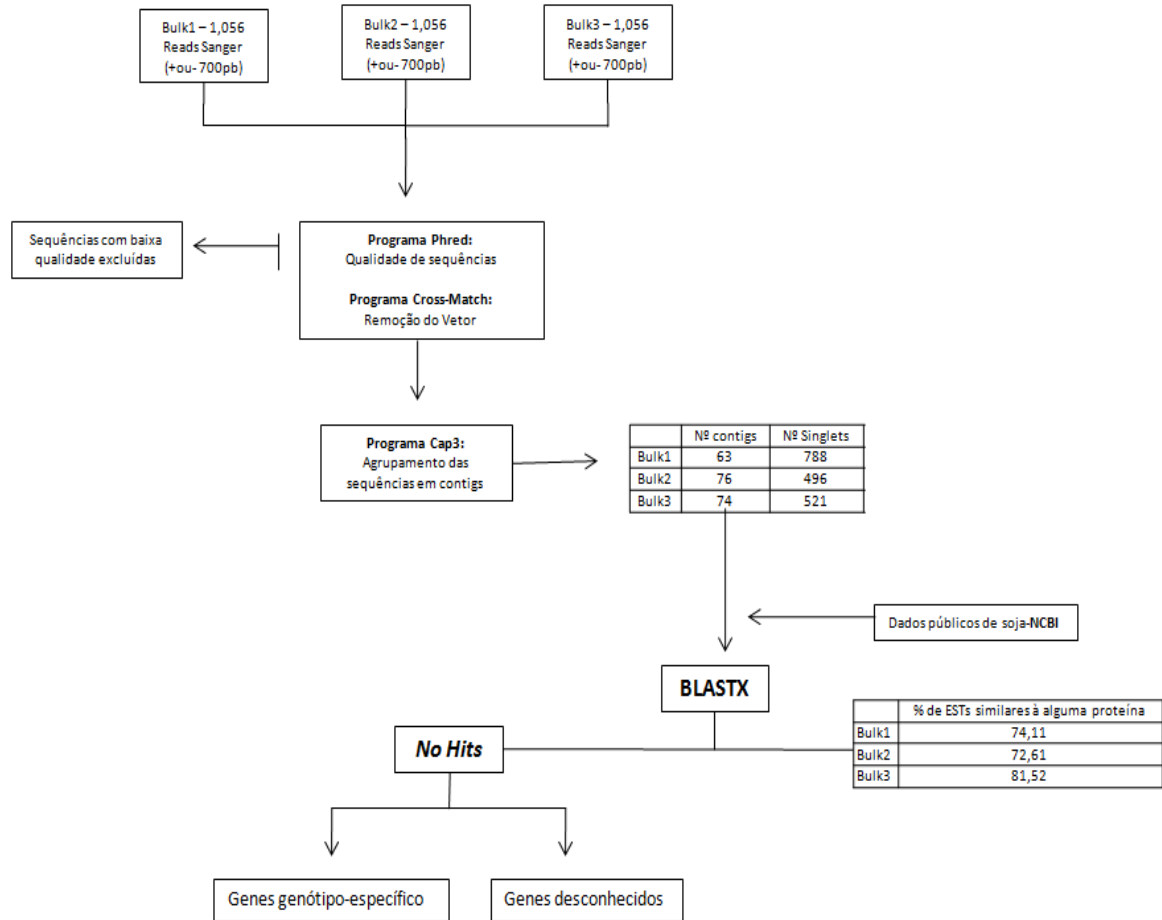 Bulk1 – 1,056
Reads Sanger
(+ou- 700pb)
Bulk2 – 1,056
Reads Sanger
(+ou- 700pb)
Bulk3 – 1,056
Reads Sanger
(+ou- 700pb)
Sequências com baixa
qualidade excluídas
Programa Phred:
Qualidade de sequências
Programa Cross-Match:
Remoção do Vetor
Programa Cap3:
Agrupamento das
sequências em contigs
Nº contigs Nº Singlets
Bulk1 63 788
Bulk2 76 496
Bulk3 74 521
Dados públicos de soja-NCBI
BLASTX
% de ESTs similares à alguma proteína
Bulk1 74,11
Bulk2 72,61
Bulk3 81,52
No Hits
Genes genótipo-específico
Genes desconhecidos